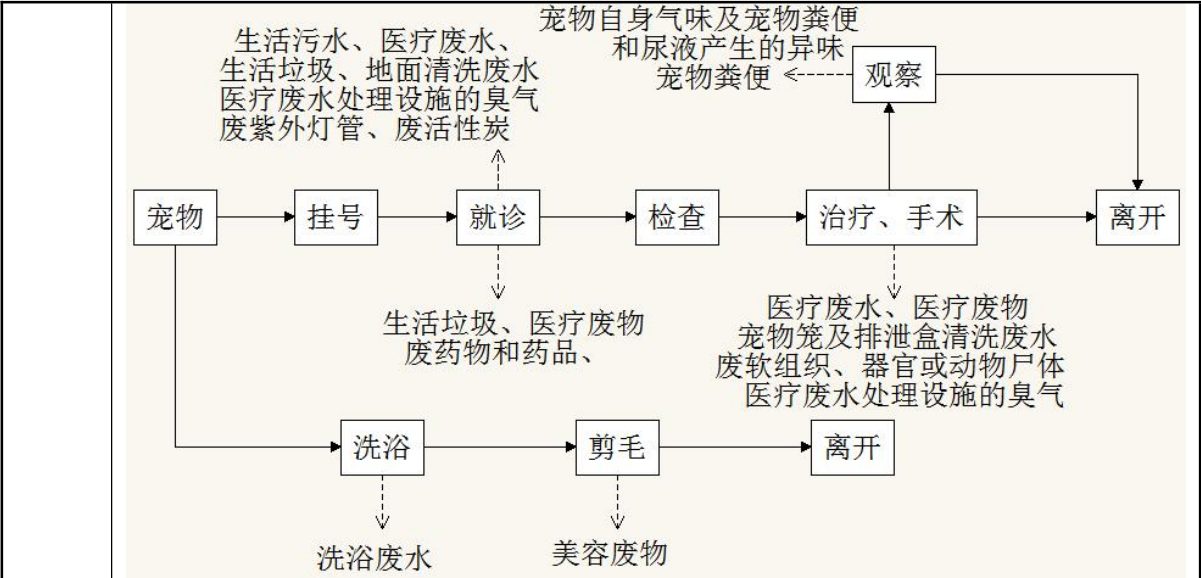 宠物自身气味及宠物粪便
和尿液产生的异味
宠物粪便
观察
生活污水、医疗废水、
生活垃圾、地面清洗废水
医疗废水处理设施的臭气
废紫外灯管、废活性炭
宠物
挂号
就诊
检查
治疗、手术
离开
生活垃圾、医疗废物
废药物和药品、
医疗废水、医疗废物
宠物笼及排泄盒清洗废水
废软组织、器官或动物尸体
医疗废水处理设施的臭气
洗浴
剪毛
离开
洗浴废水
美容废物